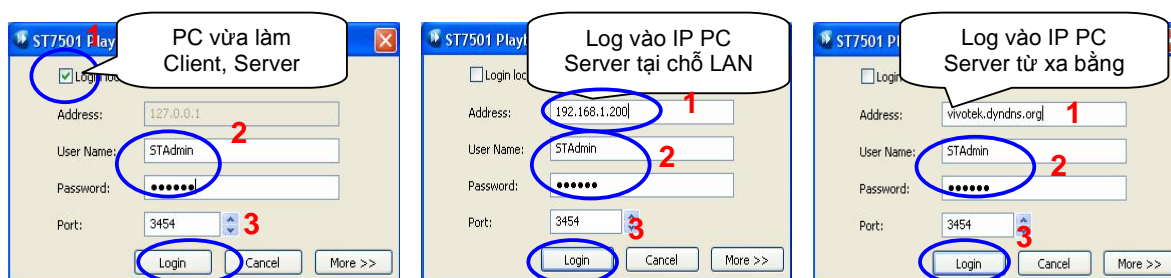 ST7501 Play
1
PC vừa làm
Client, Server
Login loc
Address:
127.0.0.1
2
User Name:
STAdmin
Password:
••••••
Port:
3454
3
Login
Cancel
More >>
ST7501 Playb
Log vào IP PC
Server tại chỗ LAN
Login loc
Address:
192.168.1.200
1
User Name:
STAdmin
2
Password:
••••••
Port:
3454
3
Login
Cancel
More >>
ST7501 Pl
Log vào IP PC
Server từ xa bằng
Login
Address:
vivotek.dyndns.org
1
User Name:
STAdmin
2
Password:
••••••
Port:
3454
3
Login
Cancel
More >>